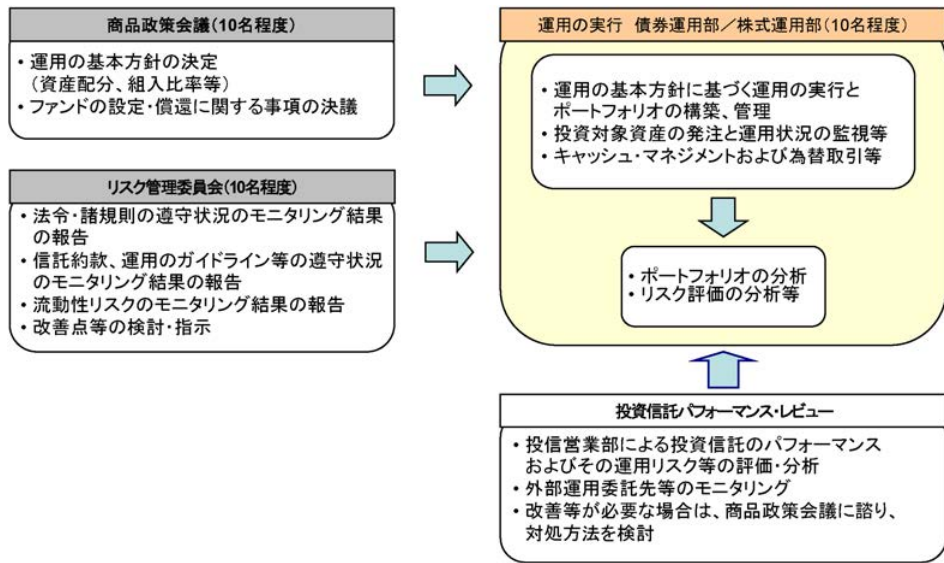 商品政策会議(10名程度)
・運用の基本方針の決定
(資産配分、組入比率等)
・ファンドの設定・償還に関する事項の決議
リスク管理委員会(10名程度)
・法令・諸規則の遵守状況のモニタリング結果
の報告
・信託約款、運用のガイドライン等の遵守状況
のモニタリング結果の報告
・流動性リスクのモニタリング結果の報告
・改善点等の検討・指示
運用の実行 債券運用部/株式運用部(10名程度)
・運用の基本方針に基づく運用の実行と
ポートフォリオの構築、管理
・投資対象資産の発注と運用状況の監視等
・キャッシュ・マネジメントおよび為替取引等
・ポートフォリオの分析
・リスク評価の分析等
投資信託パフォーマンス・レビュー
・投信営業部による投資信託のパフォーマンス
およびその運用リスク等の評価・分析
・外部運用委託先等のモニタリング
・改善等が必要な場合は、商品政策会議に諮り、
対処方法を検討